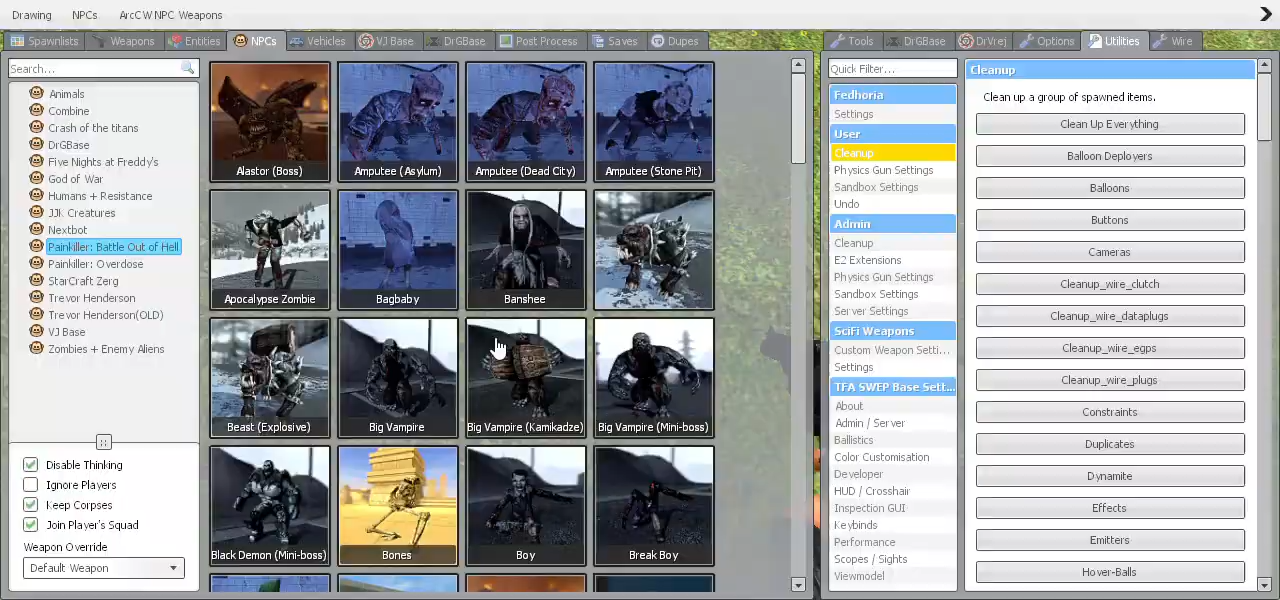 Drawing NPCs ArcCW NPC Weapons
Spawnlists Weapons Entities NPCs Vehicles VJ Base DrGBase Post Process Saves Dupes
Search...
Animals
Combine
Crash of the titans
DrGBase
Five Nights at Freddy's
God of War
Humans + Resistance
JJK Creatures
Nextbot
Painkiller: Battle Out of Hell
Painkiller: Overdose
StarCraft Zerg
Trevor Henderson
Trevor Henderson(OLD)
VJ Base
Zombies + Enemy Aliens
Disable Thinking
Ignore Players
Keep Corpses
Join Player's Squad
Weapon Override
Default Weapon
Alastor (Boss) Amputee (Asylum) Amputee (Dead City) Amputee (Stone Pit)
Apocalypse Zombie Bagbaby Banshee
Beast (Explosive) Big Vampire Big Vampire (Kamikadze) Big Vampire (Mini-boss)
Black Demon (Mini-boss) Bones Boy Break Boy
Tools DrGBase DrVrej Options Utilities Wire
Quick Filter...
Fedhoria
Settings
User
Cleanup
Physics Gun Settings
Sandbox Settings
Undo
Admin
Cleanup
E2 Extensions
Physics Gun Settings
Sandbox Settings
Server Settings
SciFi Weapons
Custom Weapon Setti...
Settings
TFA SWEP Base Sett...
About
Admin / Server
Ballistics
Color Customisation
Developer
HUD / Crosshair
Inspection GUI
Keybinds
Performance
Scopes / Sights
Viewmodel
Cleanup
Clean up a group of spawned items.
Clean Up Everything
Balloon Deployers
Balloons
Buttons
Cameras
Cleanup_wire_clutch
Cleanup_wire_dataplugs
Cleanup_wire_egps
Cleanup_wire_plugs
Constraints
Duplicates
Dynamite
Effects
Emitters
Hover-Balls